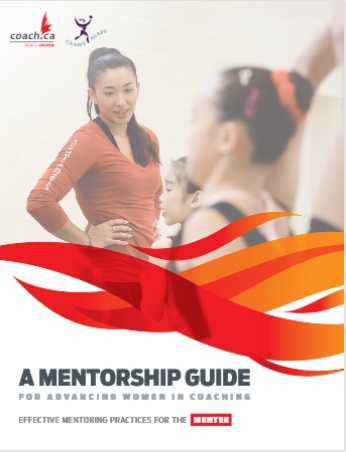 coach.ca
A MENTORSHIP GUIDE
FOR ADVANCING WOMEN IN COACHING
EFFECTIVE MENTORING PRACTICES FOR THE MENTEE